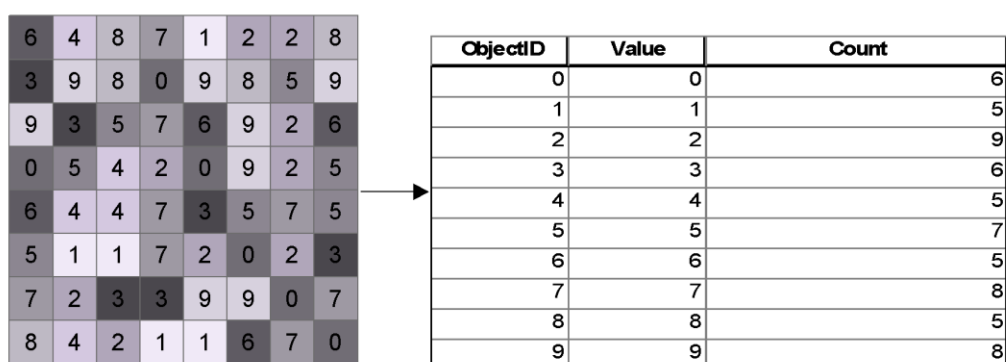 6 4 8 7 1 2 2 8
3 9 8 0 9 8 5 9
9 3 5 7 6 9 2 6
0 5 4 2 0 9 2 5
6 4 4 7 3 5 7 5
5 1 1 7 2 0 2 3
7 2 3 3 9 9 0 7
8 4 2 1 1 6 7 0
ObjectID Value Count
0 0 6
1 1 5
2 2 9
3 3 6
4 4 5
5 5 7
6 6 5
7 7 8
8 8 5
9 9 8